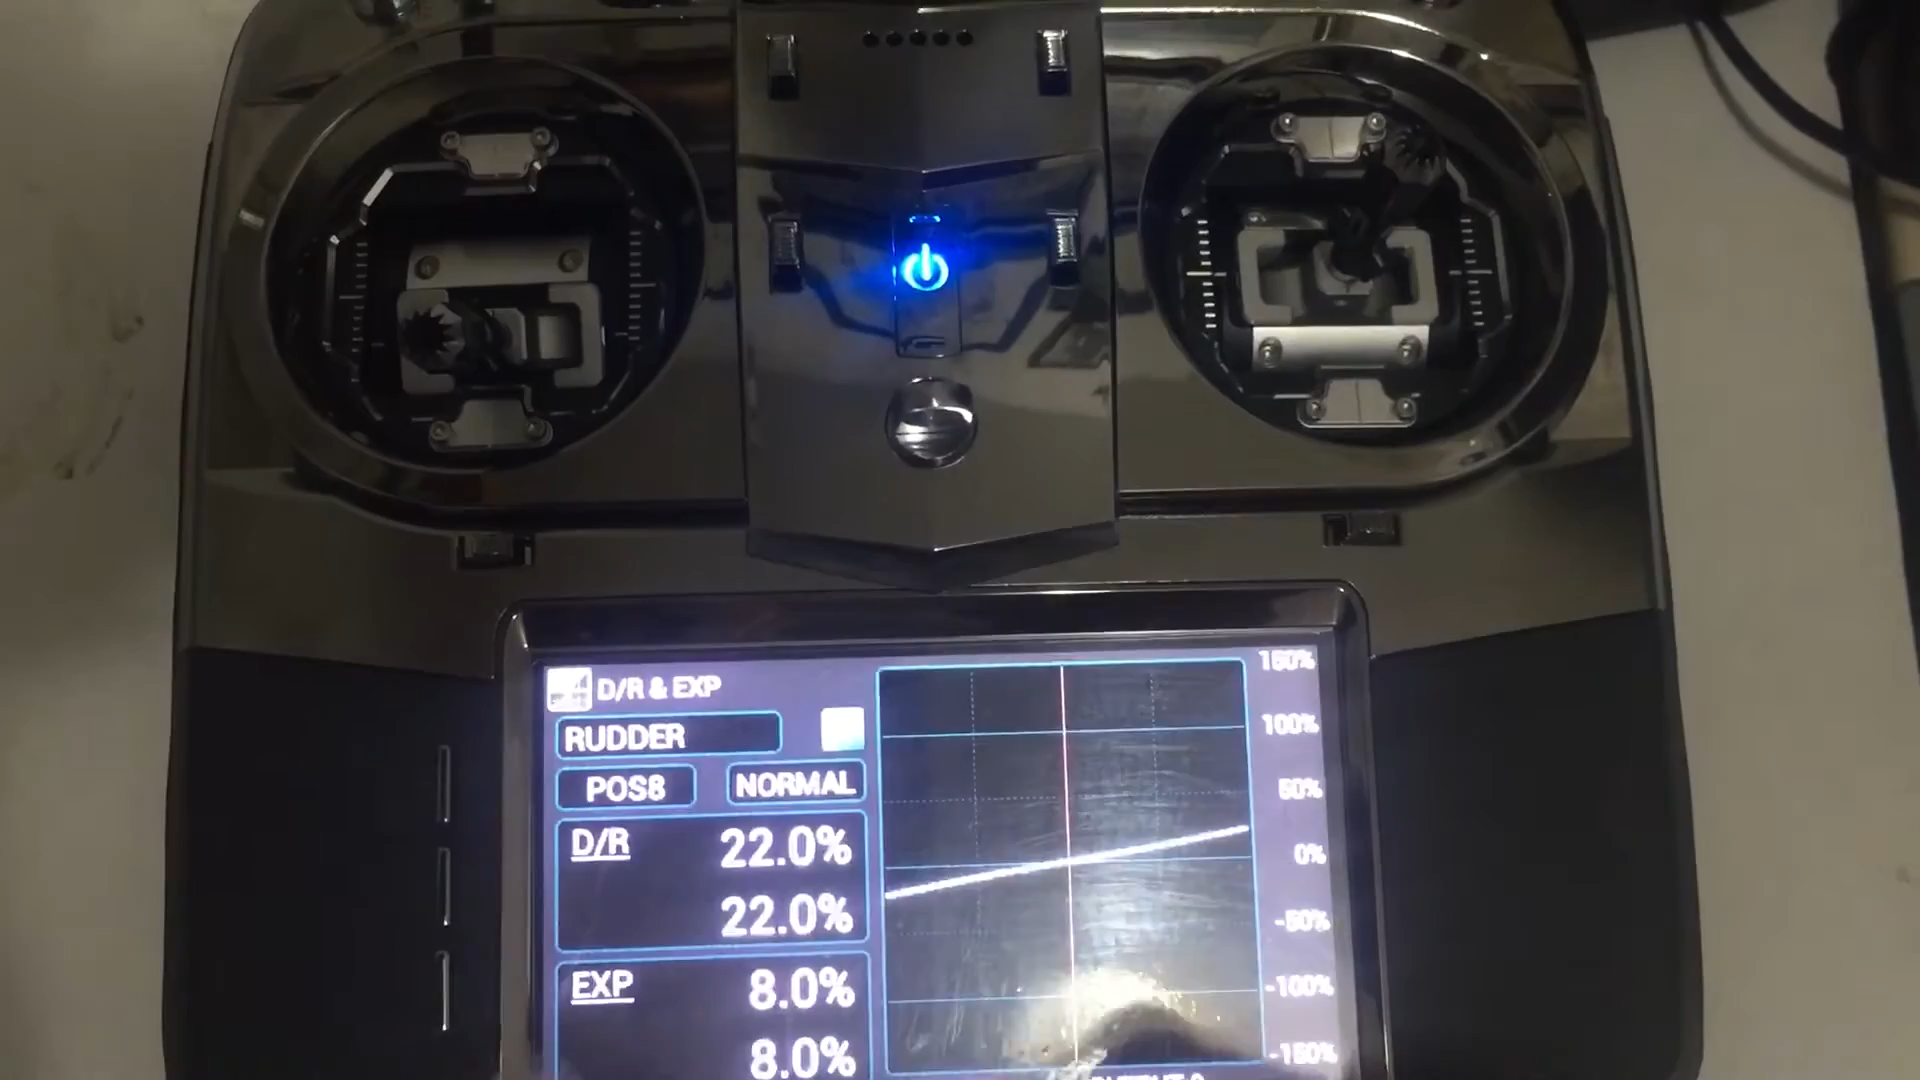 D/R & EXP
RUDDER
POS8 NORMAL
D/R 22.0%
22.0%
EXP 8.0%
8.0%
150%
100%
50%
0%
-50%
-100%
-150%